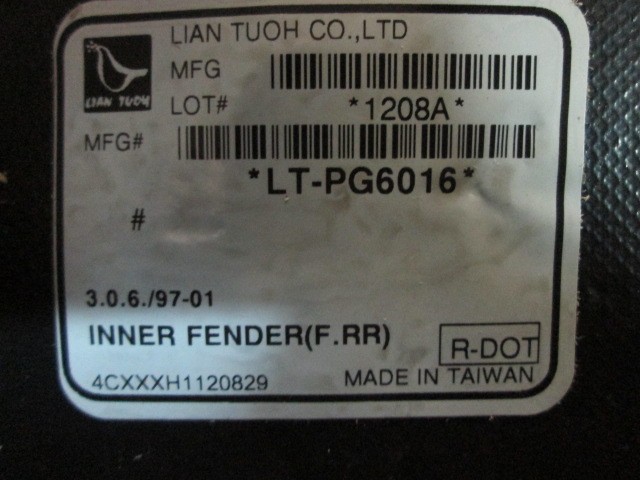 LIAN TUOH CO.,LTD
LIAN TUOH
MFG
LOT#
*1208A*
MFG#
*LT-PG6016*
#
3.0.6./97-01
INNER FENDER(F.RR)
R-DOT
4CXXXH1120829
MADE IN TAIWAN